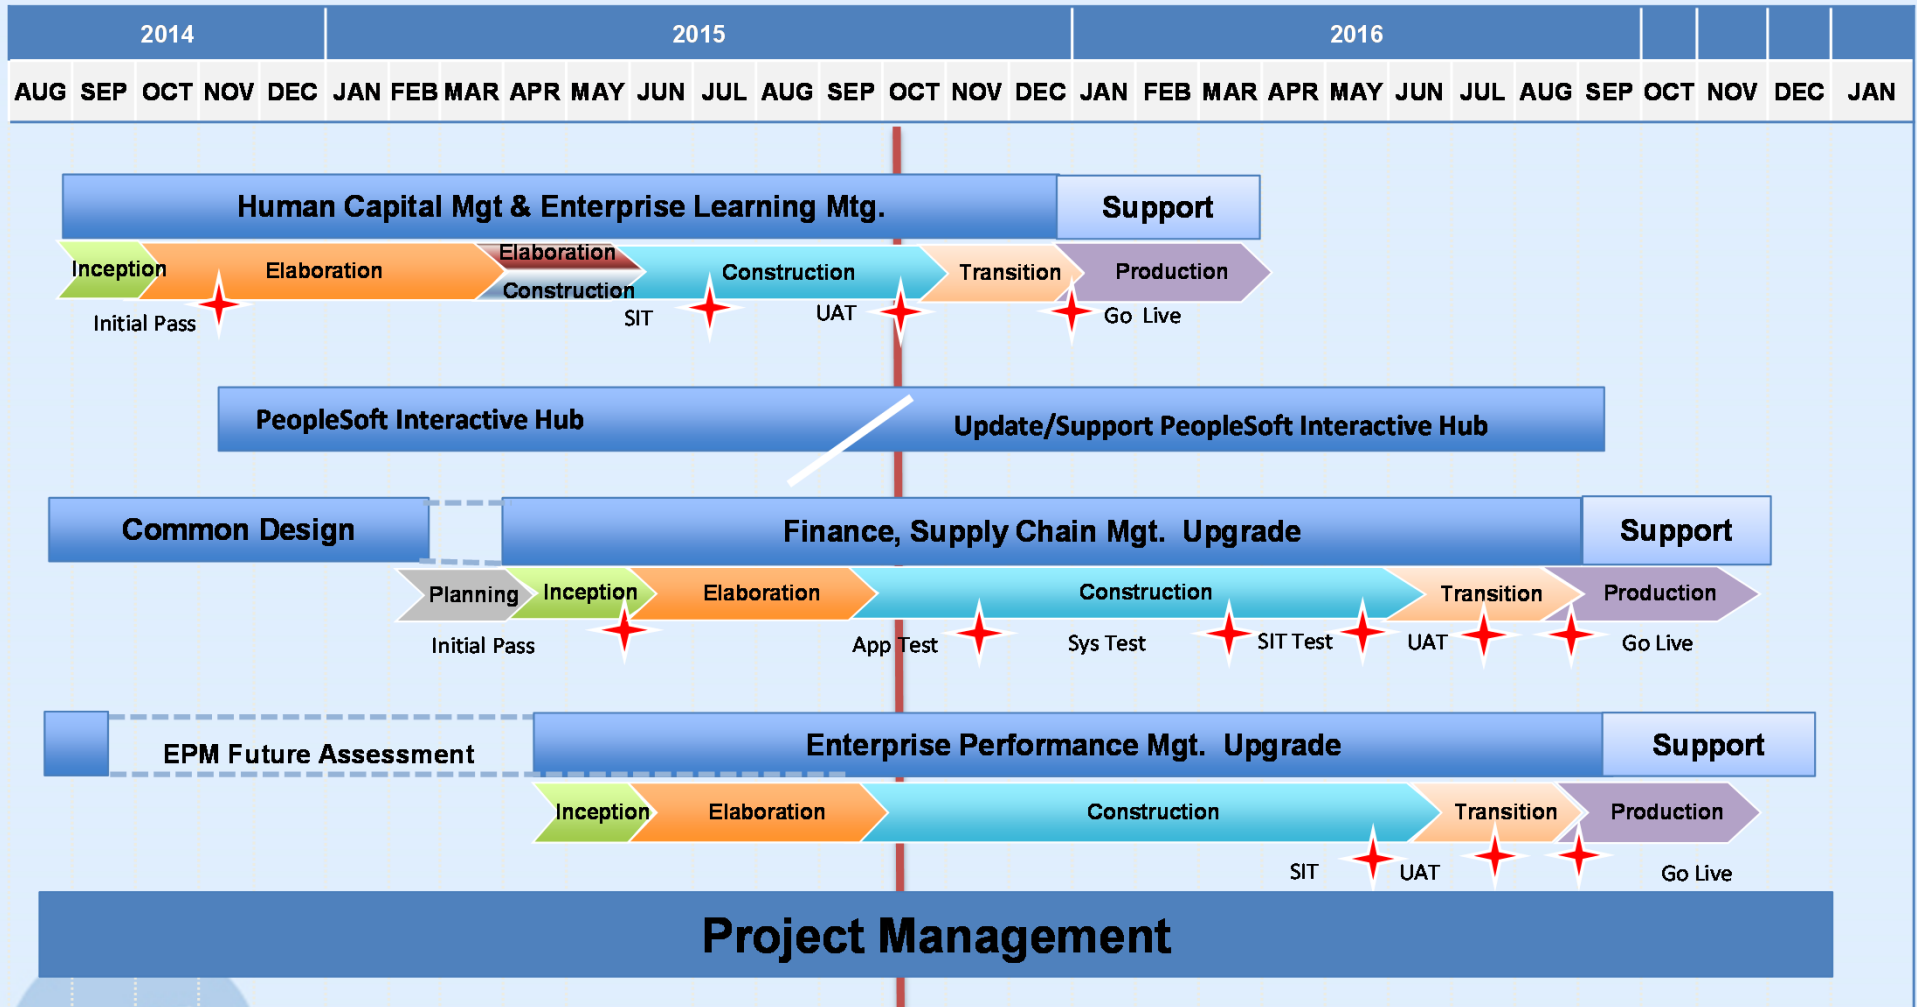 2014 2015 2016
AUG SEP OCT NOV DEC JAN FEB MAR APR MAY JUN JUL AUG SEP OCT NOV DEC JAN FEB MAR APR MAY JUN JUL AUG SEP OCT NOV DEC JAN
Human Capital Mgt & Enterprise Learning Mtg. Support
Inception Elaboration Elaboration Construction Construction Transition Production
Initial Pass SIT UAT Go Live
PeopleSoft Interactive Hub Update/Support PeopleSoft Interactive Hub
Common Design Finance, Supply Chain Mgt. Upgrade Support
Planning Inception Elaboration Construction Transition Production
Initial Pass App Test Sys Test SIT Test UAT Go Live
EPM Future Assessment Enterprise Performance Mgt. Upgrade Support
Inception Elaboration Construction Transition Production
SIT UAT Go Live
Project Management